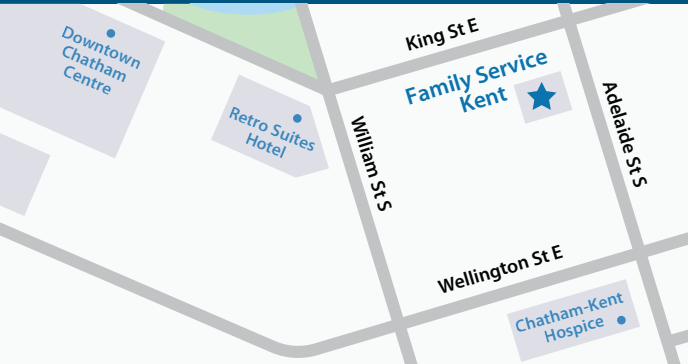 King St E
Downtown
Chatham
Centre
Family Service
Kent
Retro Suites
Hotel
William St S
Adelaide St S
Wellington St E
Chatham-Kent
Hospice